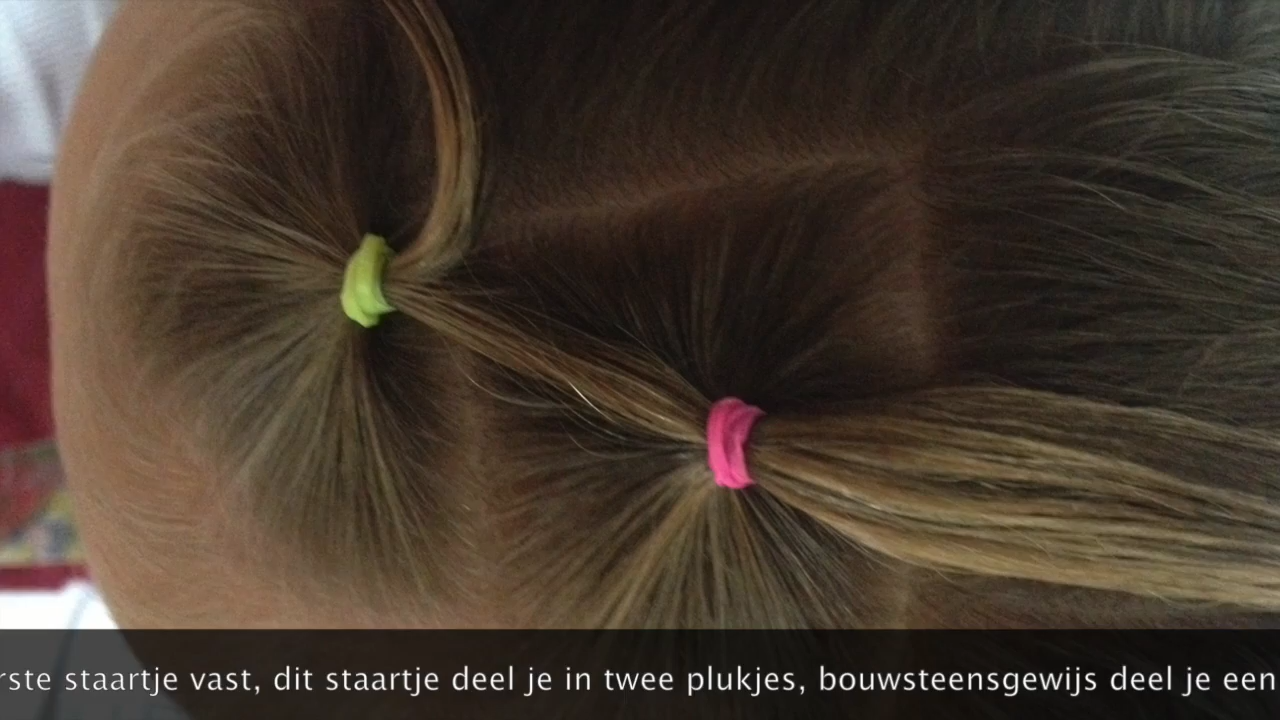 rste staartje vast, dit staartje deel je in twee plukjes, bouwsteensgewijs deel je een